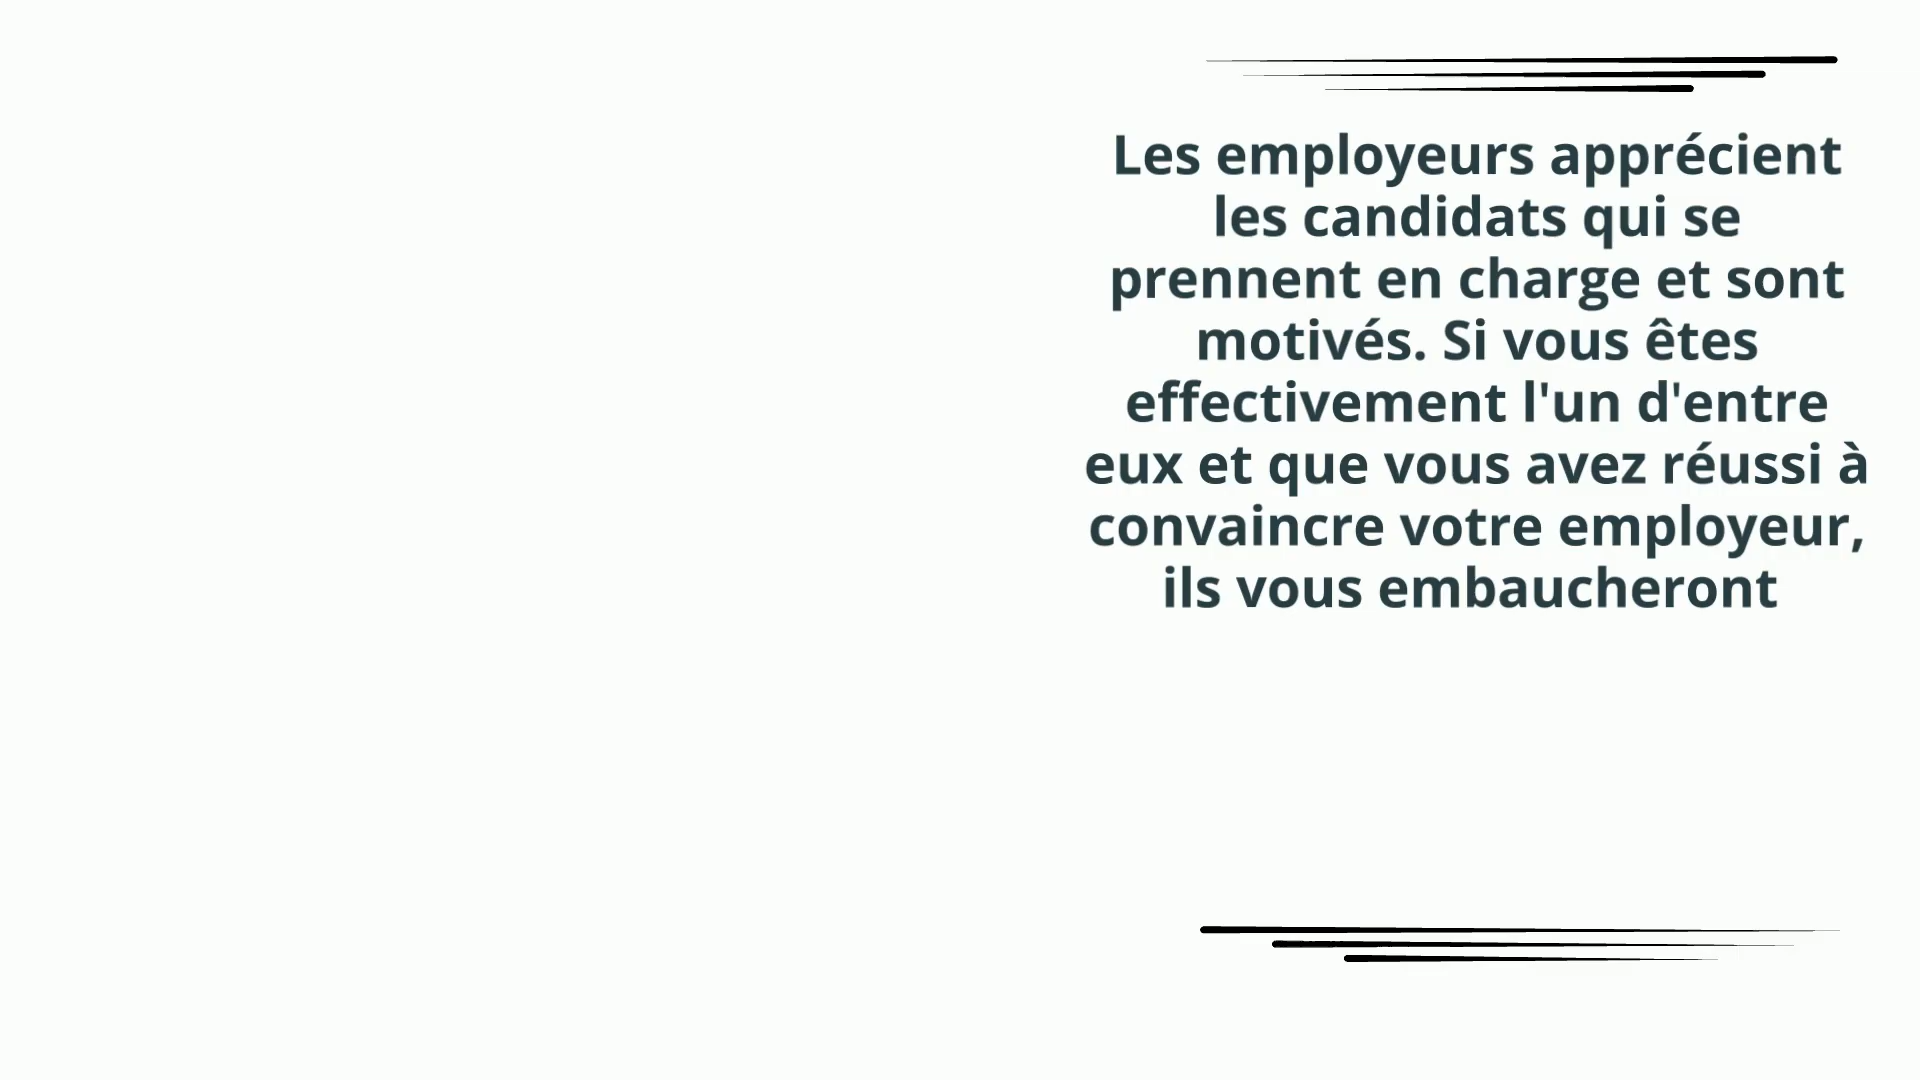 Les employeurs apprécient
les candidats qui se
prennent en charge et sont
motivés. Si vous êtes
effectivement l'un d'entre
eux et que vous avez réussi à
convaincre votre employeur,
ils vous embaucheront